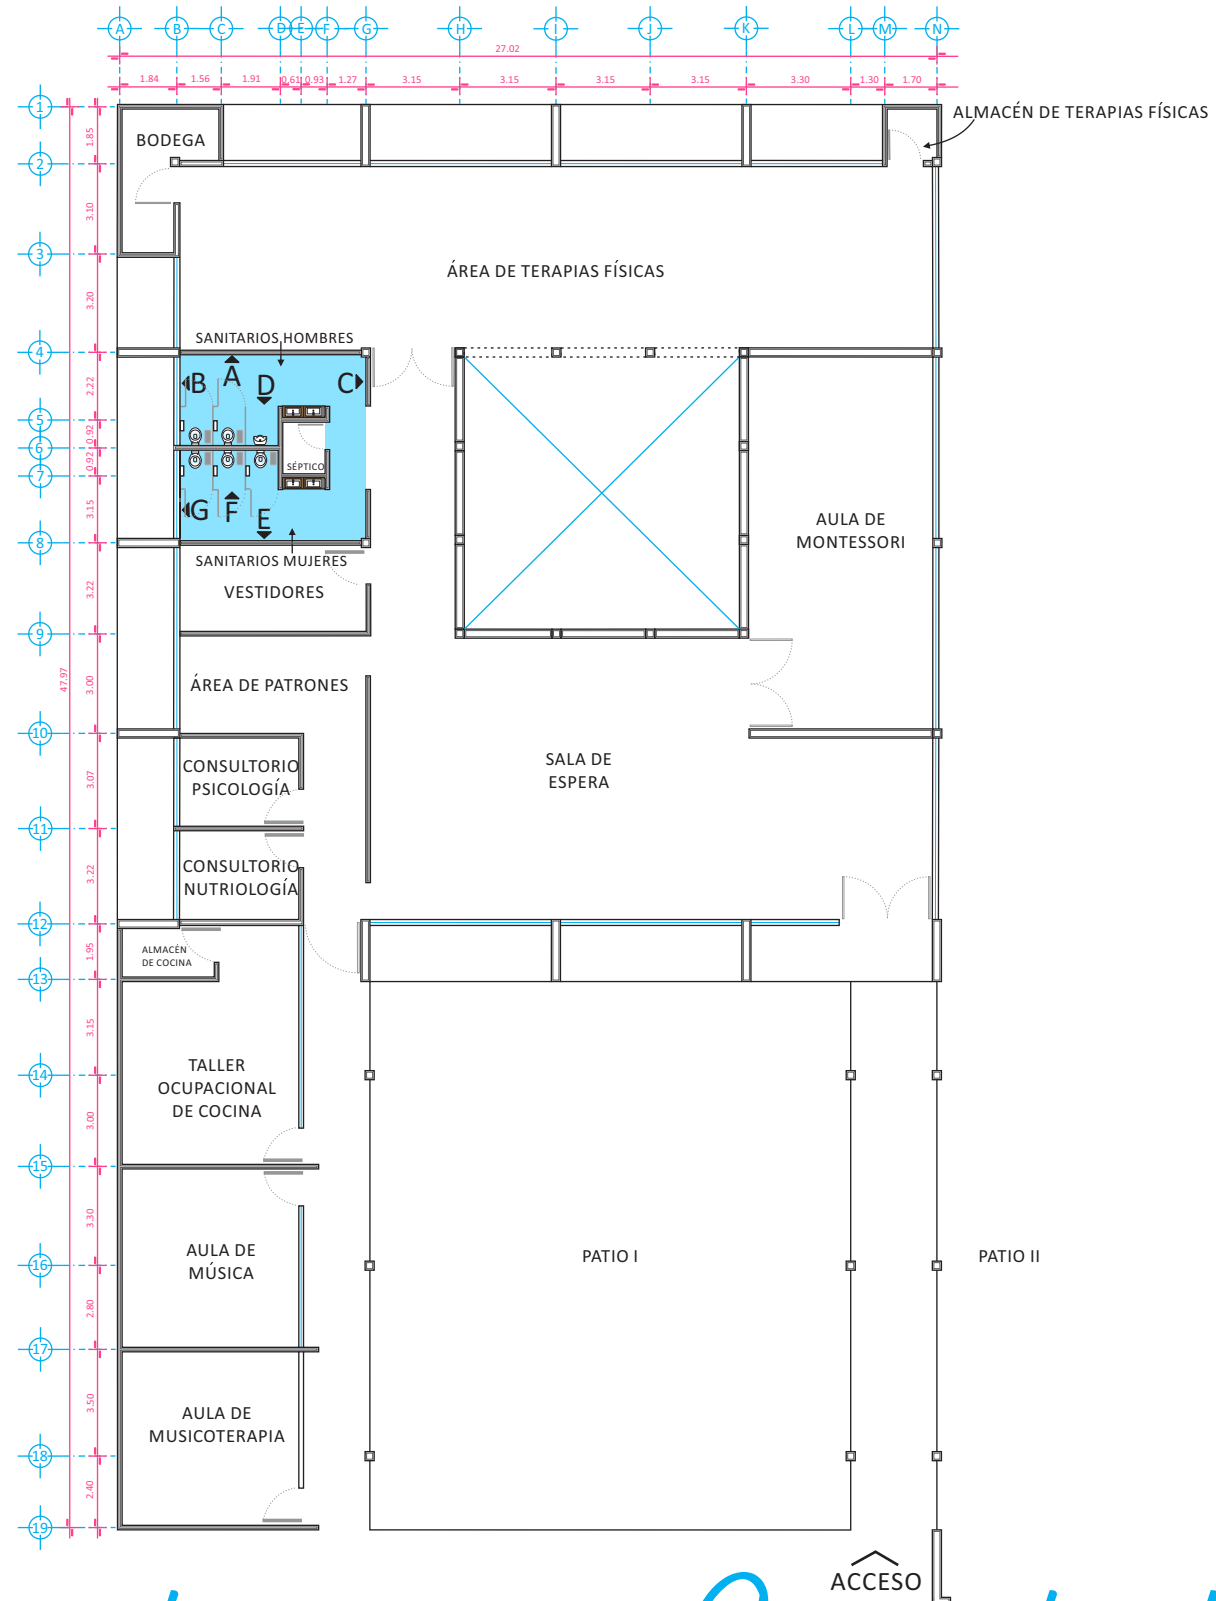 A B C D E F G H I J K L M N
27.02
1.84 1.56 1.91 0.61 0.93 1.27 3.15 3.15 3.15 3.15 3.30 1.30 1.70
1
ALMACÉN DE TERAPIAS FÍSICAS
1.85
BODEGA
2
3.10
3
ÁREA DE TERAPIAS FÍSICAS
3.20
SANITARIOS HOMBRES
4
A
B
D
C
2.22
5
0.92
6
0.92
SÉPTICO
7
G
F
E
3.15
8
SANITARIOS MUJERES
AULA DE
MONTESSORI
VESTIDORES
3.22
9
47.97
3.00
ÁREA DE PATRONES
10
SALA DE
ESPERA
CONSULTORIO
PSICOLOGÍA
3.07
11
CONSULTORIO
NUTRIOLOGÍA
3.22
12
ALMACÉN
DE COCINA
1.95
13
3.15
TALLER
OCUPACIONAL
DE COCINA
14
3.00
15
3.30
AULA DE
MÚSICA
PATIO I
PATIO II
16
2.80
17
3.50
AULA DE
MUSICOTERAPIA
18
2.40
19
ACCESO